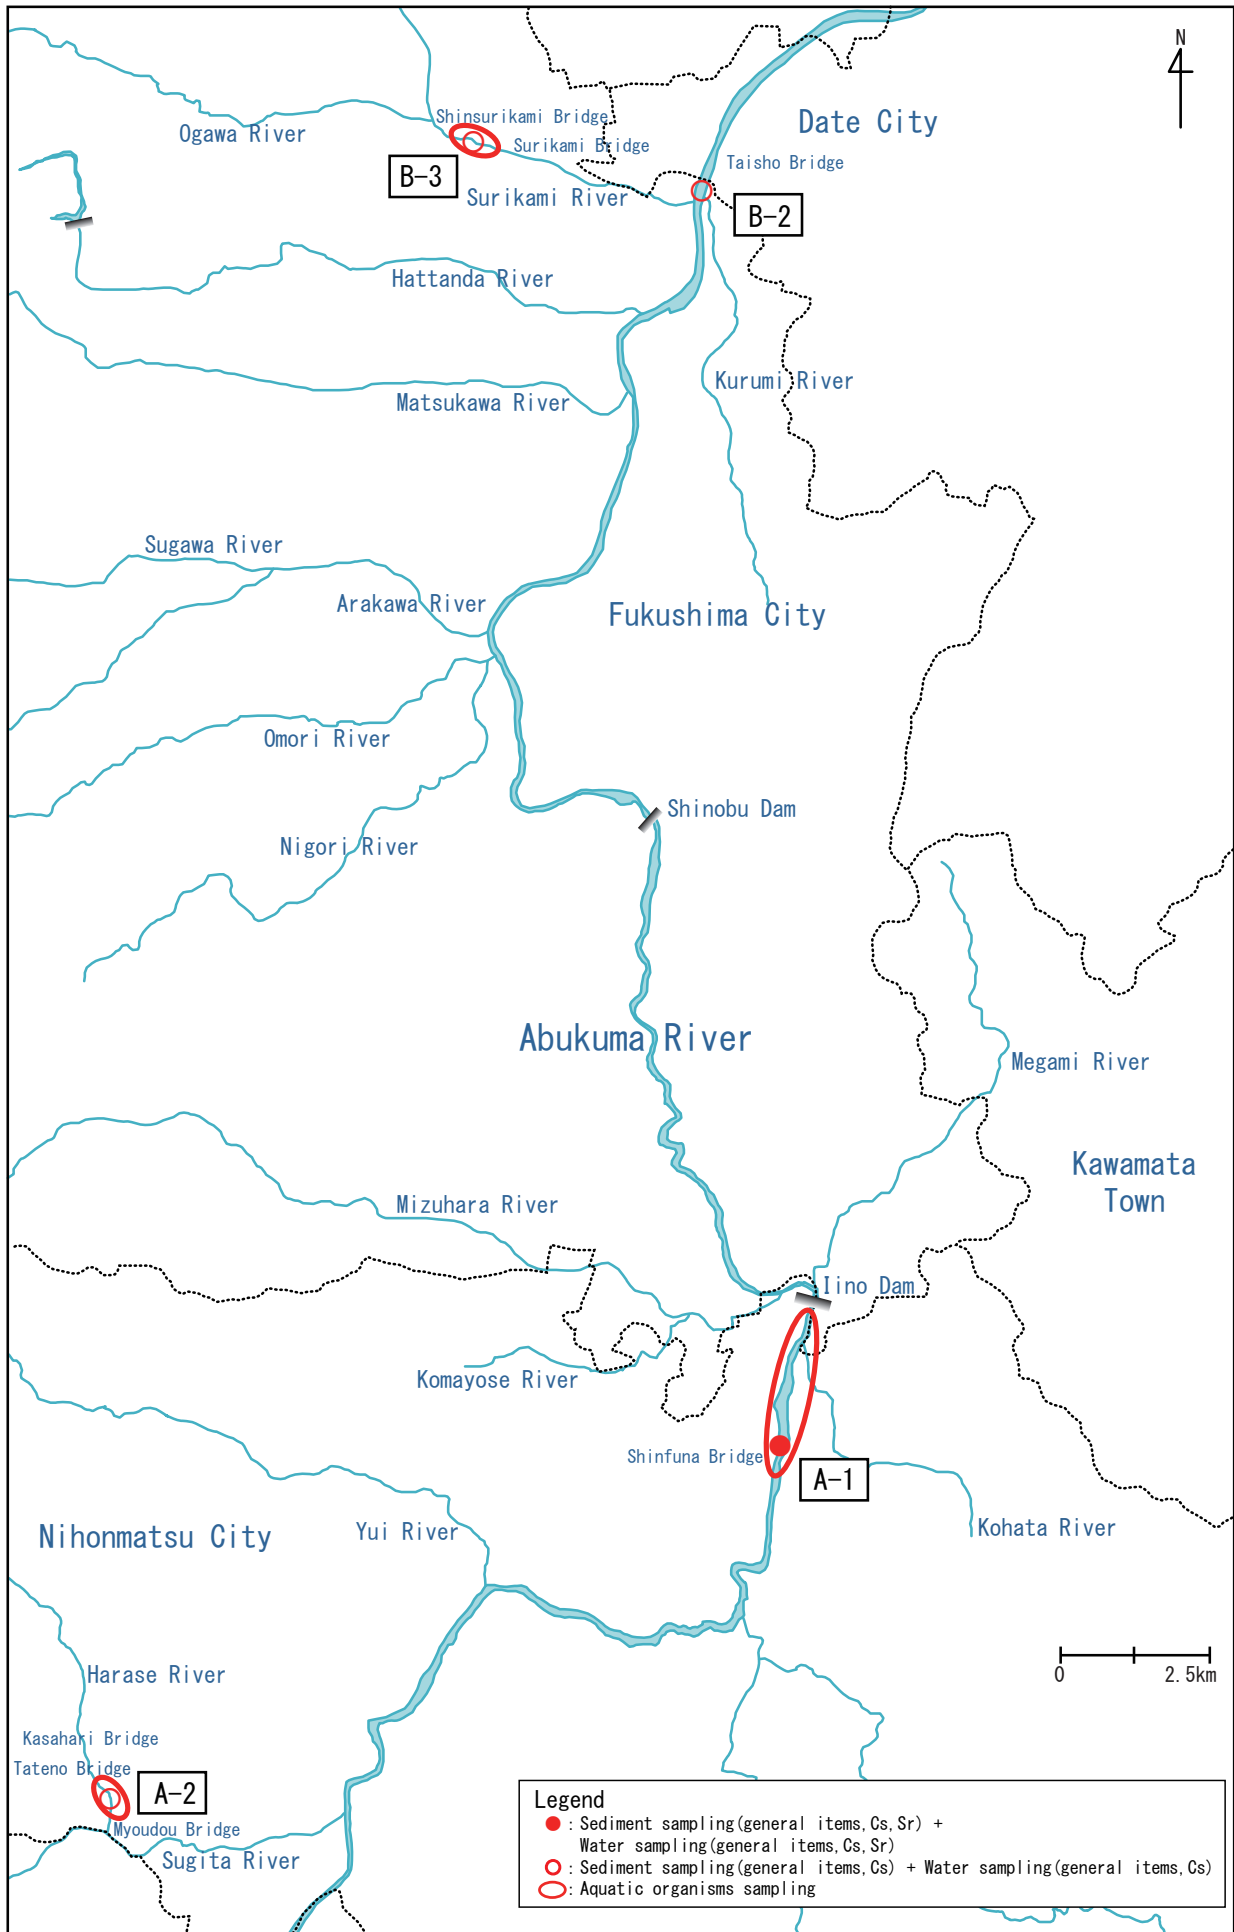 N
Shinsurikami Bridge
Ogawa River
Date City
Surikami Bridge
Taisho Bridge
B-3
Surikami River
B-2
Hattanda River
Kurumi River
Matsukawa River
Sugawa River
Arakawa River
Fukushima City
Omori River
Shinobu Dam
Nigori River
Abukuma River
Megami River
Kawamata
Town
Mizuhara River
Iino Dam
Komayose River
Shinfuna Bridge
A-1
Kohata River
Yui River
Nihonmatsu City
Harase River
0 2.5km
Kasahari Bridge
Tateno Bridge
A-2
Myoudou Bridge
Sugita River
Legend
: Sediment sampling(general items,Cs,Sr) +
Water sampling(general items,Cs,Sr)
: Sediment sampling(general items,Cs) + Water sampling(general items,Cs)
: Aquatic organisms sampling